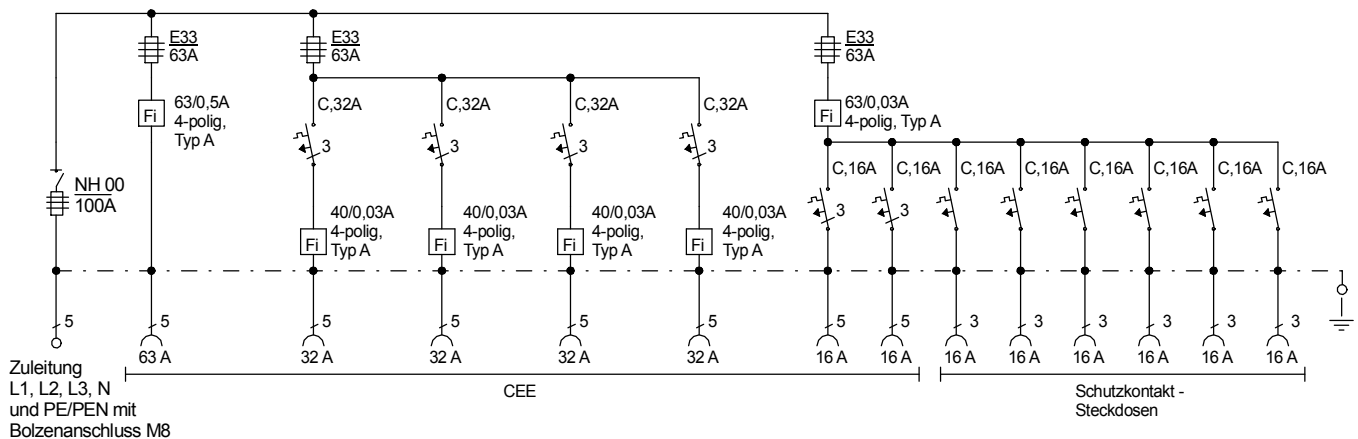 E33
63A
E33
63A
E33
63A
Fi
63/0,5A
4-polig,
Typ A
C,32A
C,32A
C,32A
C,32A
Fi
63/0,03A
4-polig, Typ A
3
3
3
3
C,16A
C,16A
C,16A
C,16A
C,16A
C,16A
C,16A
C,16A
3
3
NH 00
100A
Fi
40/0,03A
4-polig,
Typ A
Fi
40/0,03A
4-polig,
Typ A
Fi
40/0,03A
4-polig,
Typ A
Fi
40/0,03A
4-polig,
Typ A
5
5
5
5
5
5
5
5
3
3
3
3
3
3
63 A
32 A
32 A
32 A
32 A
16 A
16 A
16 A
16 A
16 A
16 A
16 A
16 A
Zuleitung
L1, L2, L3, N
und PE/PEN mit
Bolzenanschluss M8
CEE
Schutzkontakt -
Steckdosen